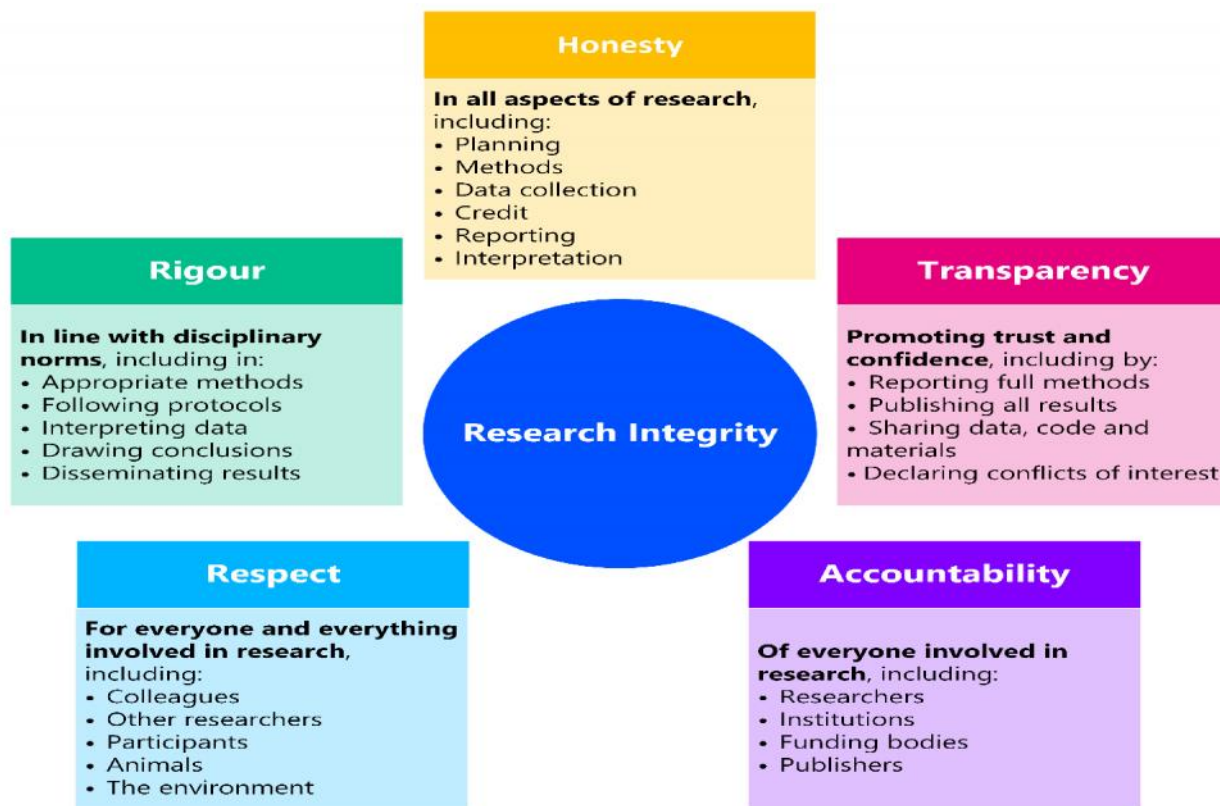 Honesty
In all aspects of research,
including:
• Planning
• Methods
• Data collection
• Credit
• Reporting
• Interpretation
Rigour
In line with disciplinary
norms, including in:
• Appropriate methods
• Following protocols
• Interpreting data
• Drawing conclusions
• Disseminating results
Research Integrity
Transparency
Promoting trust and
confidence, including by:
• Reporting full methods
• Publishing all results
• Sharing data, code and
materials
• Declaring conflicts of interest
Respect
For everyone and everything
involved in research,
including:
• Colleagues
• Other researchers
• Participants
• Animals
• The environment
Accountability
Of everyone involved in
research, including:
• Researchers
• Institutions
• Funding bodies
• Publishers